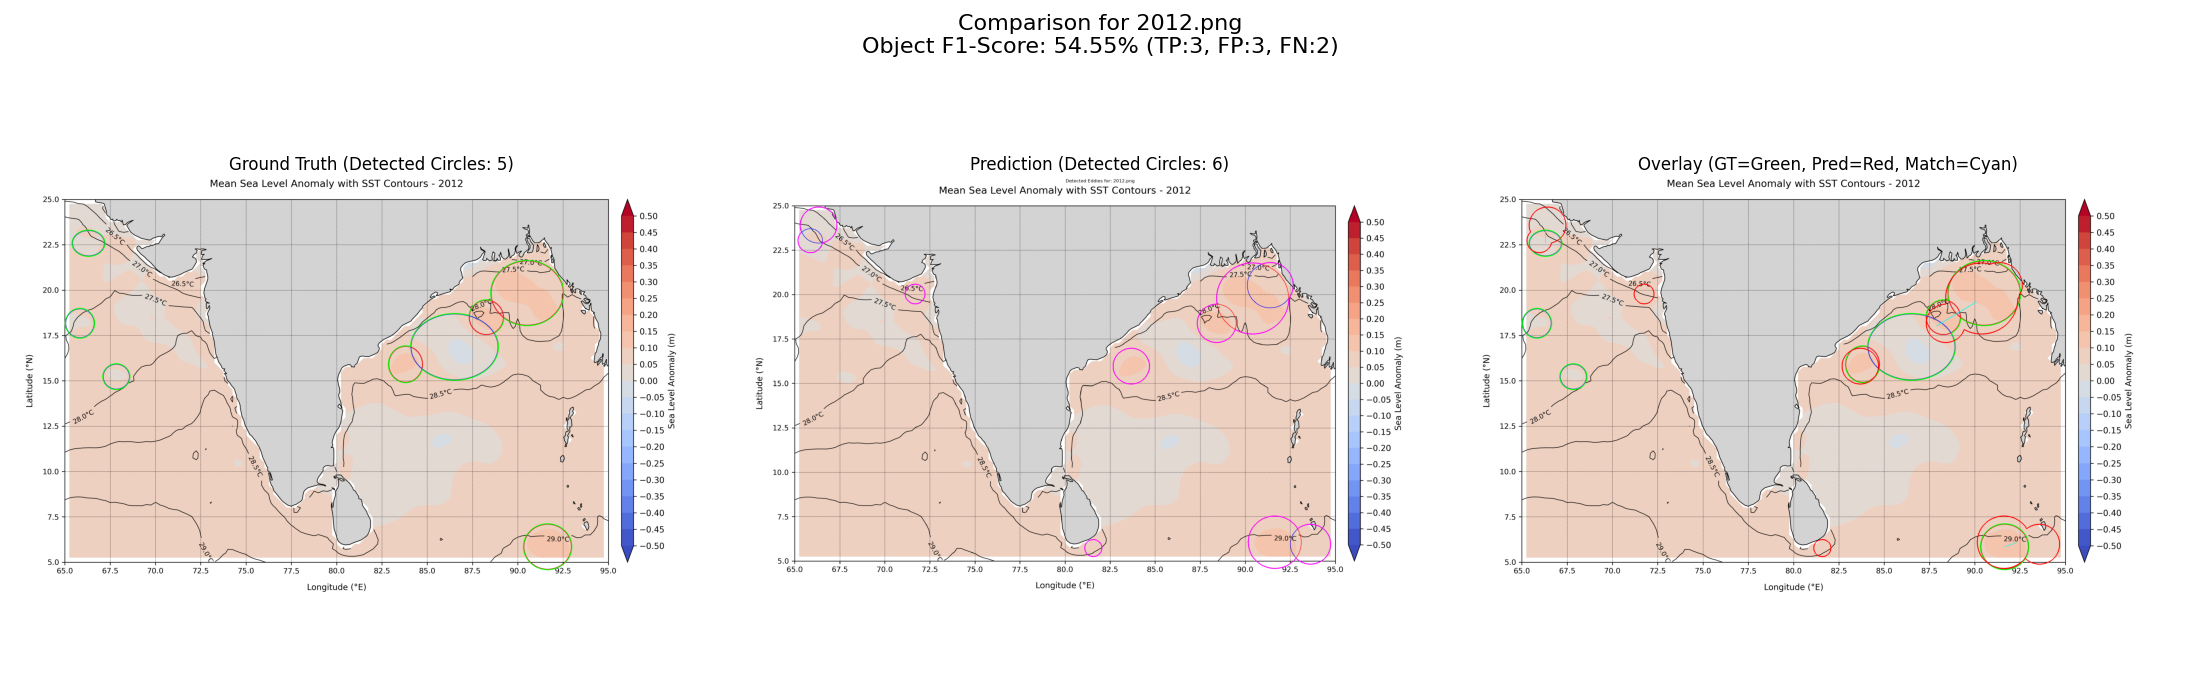 Comparison for 2012.png
Object F1-Score: 54.55% (TP:3, FP:3, FN:2)
Ground Truth (Detected Circles: 5)
Mean Sea Level Anomaly with SST Contours - 2012
25.0
22.5
20.0
17.5
15.0
12.5
10.0
7.5
5.0
Latitude (°N)
65.0 67.5 70.0 72.5 75.0 77.5 80.0 82.5 85.0 87.5 90.0 92.5 95.0
Longitude (°E)
26.5°C
27.0°C
26.5°C
27.5°C
28.0°C
28.5°C
29.0°C
28.5°C
28.0°C
27.5°C
27.0°C
29.0°C
29.0°C
0.50
0.45
0.40
0.35
0.30
0.25
0.20
0.15
0.10
0.05
0.00
−0.05
−0.10
−0.15
−0.20
−0.25
−0.30
−0.35
−0.40
−0.45
−0.50
Sea Level Anomaly (m)
Prediction (Detected Circles: 6)
Detected Eddies for: 2012.png
Mean Sea Level Anomaly with SST Contours - 2012
25.0
22.5
20.0
17.5
15.0
12.5
10.0
7.5
5.0
Latitude (°N)
65.0 67.5 70.0 72.5 75.0 77.5 80.0 82.5 85.0 87.5 90.0 92.5 95.0
Longitude (°E)
26.5°C
27.0°C
26.5°C
27.5°C
28.0°C
28.5°C
29.0°C
28.5°C
28.0°C
27.5°C
27.0°C
29.0°C
29.0°C
0.50
0.45
0.40
0.35
0.30
0.25
0.20
0.15
0.10
0.05
0.00
−0.05
−0.10
−0.15
−0.20
−0.25
−0.30
−0.35
−0.40
−0.45
−0.50
Sea Level Anomaly (m)
Overlay (GT=Green, Pred=Red, Match=Cyan)
Mean Sea Level Anomaly with SST Contours - 2012
25.0
22.5
20.0
17.5
15.0
12.5
10.0
7.5
5.0
Latitude (°N)
65.0 67.5 70.0 72.5 75.0 77.5 80.0 82.5 85.0 87.5 90.0 92.5 95.0
Longitude (°E)
26.5°C
27.0°C
26.5°C
27.5°C
28.0°C
28.5°C
29.0°C
28.5°C
28.0°C
27.5°C
27.0°C
29.0°C
29.0°C
0.50
0.45
0.40
0.35
0.30
0.25
0.20
0.15
0.10
0.05
0.00
−0.05
−0.10
−0.15
−0.20
−0.25
−0.30
−0.35
−0.40
−0.45
−0.50
Sea Level Anomaly (m)